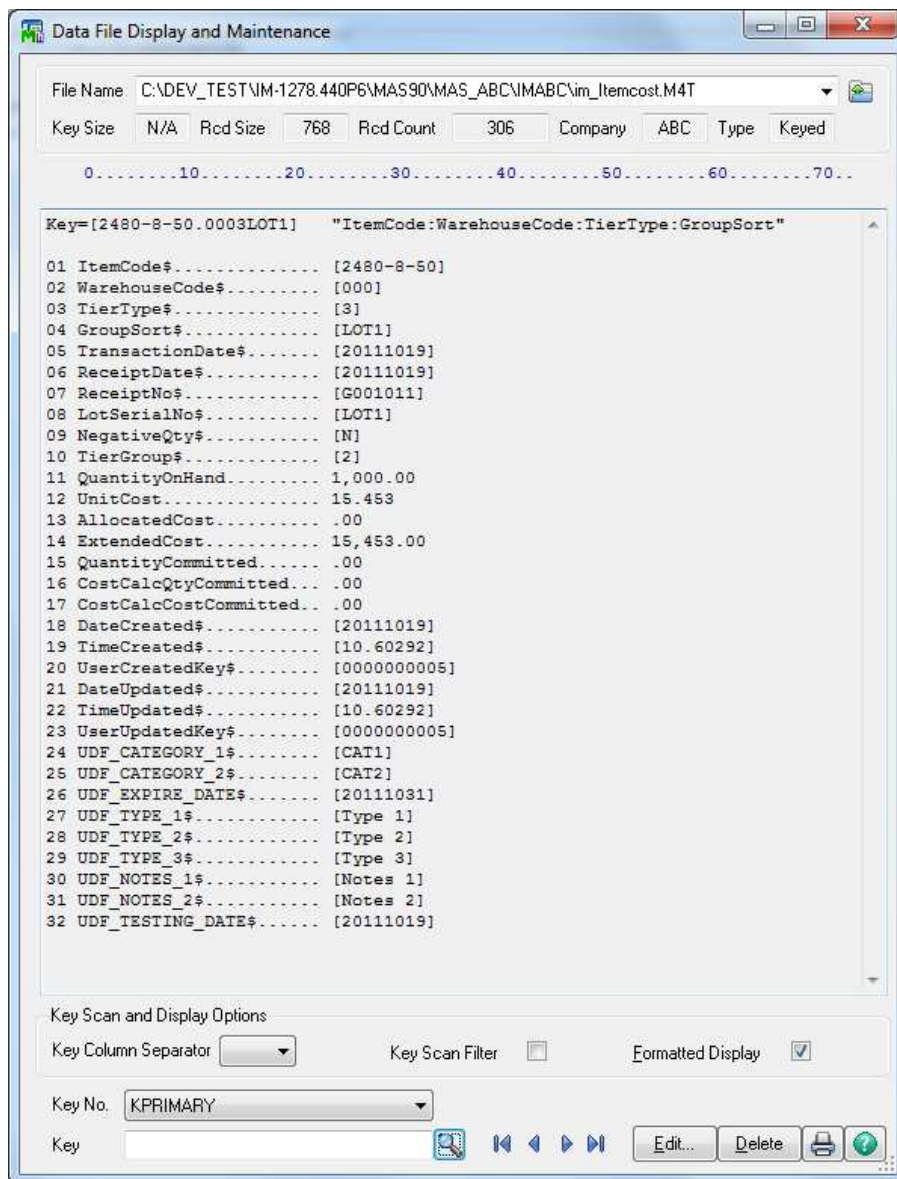 Data File Display and Maintenance
File Name C:\DEV_TEST\IM-1278.440P6\MAS90\MAS_ABC\IMABC\im_Itemcost.M4T
Key Size N/A Rcd Size 768 Rcd Count 306 Company ABC Type Keyed
0........10........20........30........40........50........60........70..
Key=[2480-8-50.0003LOT1] "ItemCode:WarehouseCode:TierType:GroupSort"
01 ItemCode$.............. [2480-8-50]
02 WarehouseCode$......... [000]
03 TierType$.............. [3]
04 GroupSort$............. [LOT1]
05 TransactionDate$....... [20111019]
06 ReceiptDate$........... [20111019]
07 ReceiptNo$............. [G001011]
08 LotSerialNo$........... [LOT1]
09 NegativeQty$........... [N]
10 TierGroup$............. [2]
11 QuantityOnHand......... 1,000.00
12 UnitCost............... 15.453
13 AllocatedCost.......... .00
14 ExtendedCost........... 15,453.00
15 QuantityCommitted...... .00
16 CostCalcQtyCommitted... .00
17 CostCalcCostCommitted.. .00
18 DateCreated$........... [20111019]
19 TimeCreated$........... [10.60292]
20 UserCreatedKey$........ [0000000005]
21 DateUpdated$........... [20111019]
22 TimeUpdated$........... [10.60292]
23 UserUpdatedKey$........ [0000000005]
24 UDF_CATEGORY_1$........ [CAT1]
25 UDF_CATEGORY_2$........ [CAT2]
26 UDF_EXPIRE_DATE$....... [20111031]
27 UDF_TYPE_1$............ [Type 1]
28 UDF_TYPE_2$............ [Type 2]
29 UDF_TYPE_3$............ [Type 3]
30 UDF_NOTES_1$........... [Notes 1]
31 UDF_NOTES_2$........... [Notes 2]
32 UDF_TESTING_DATE$...... [20111019]
Key Scan and Display Options
Key Column Separator Key Scan Filter Formatted Display
Key No. KPRIMARY
Key Edit... Delete